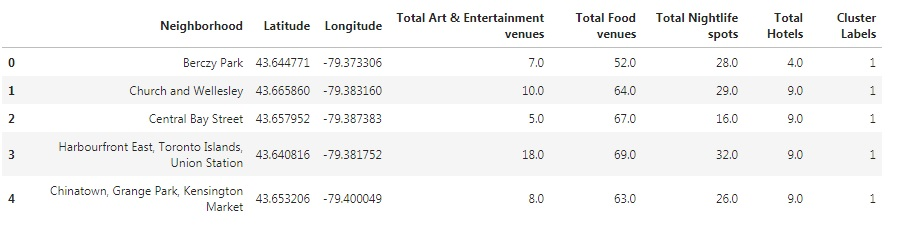 Neighborhood Latitude Longitude Total Art & Entertainment venues Total Food venues Total Nightlife spots Total Hotels Cluster Labels
0 Berczy Park 43.644771 -79.373306 7.0 52.0 28.0 4.0 1
1 Church and Wellesley 43.665860 -79.383160 10.0 64.0 29.0 9.0 1
2 Central Bay Street 43.657952 -79.387383 5.0 67.0 16.0 9.0 1
3 Harbourfront East, Toronto Islands, Union Station 43.640816 -79.381752 18.0 69.0 32.0 9.0 1
4 Chinatown, Grange Park, Kensington Market 43.653206 -79.400049 8.0 63.0 26.0 9.0 1